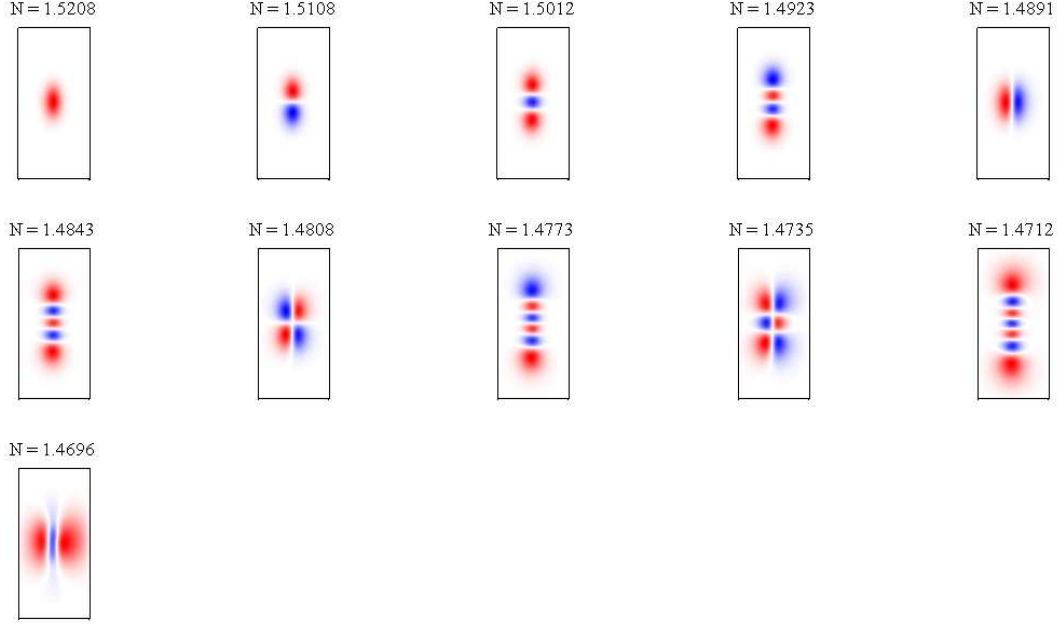 N = 1.5208
N = 1.5108
N = 1.5012
N = 1.4923
N = 1.4891
N = 1.4843
N = 1.4808
N = 1.4773
N = 1.4735
N = 1.4712
N = 1.4696